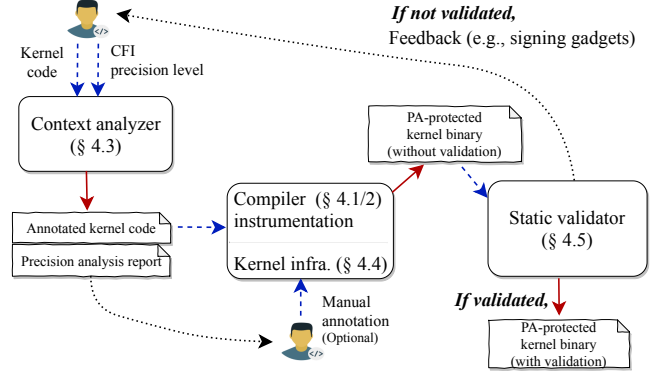 If not validated,
Feedback (e.g., signing gadgets)
</>
Kernel
code
CFI
precision level
Context analyzer
(§ 4.3)
PA-protected
kernel binary
(without validation)
Annotated kernel code
Precision analysis report
Compiler (§ 4.1/2)
instrumentation
Kernel infra. (§ 4.4)
Static validator
(§ 4.5)
Manual
annotation
(Optional)
</>
If validated,
PA-protected
kernel binary
(with validation)